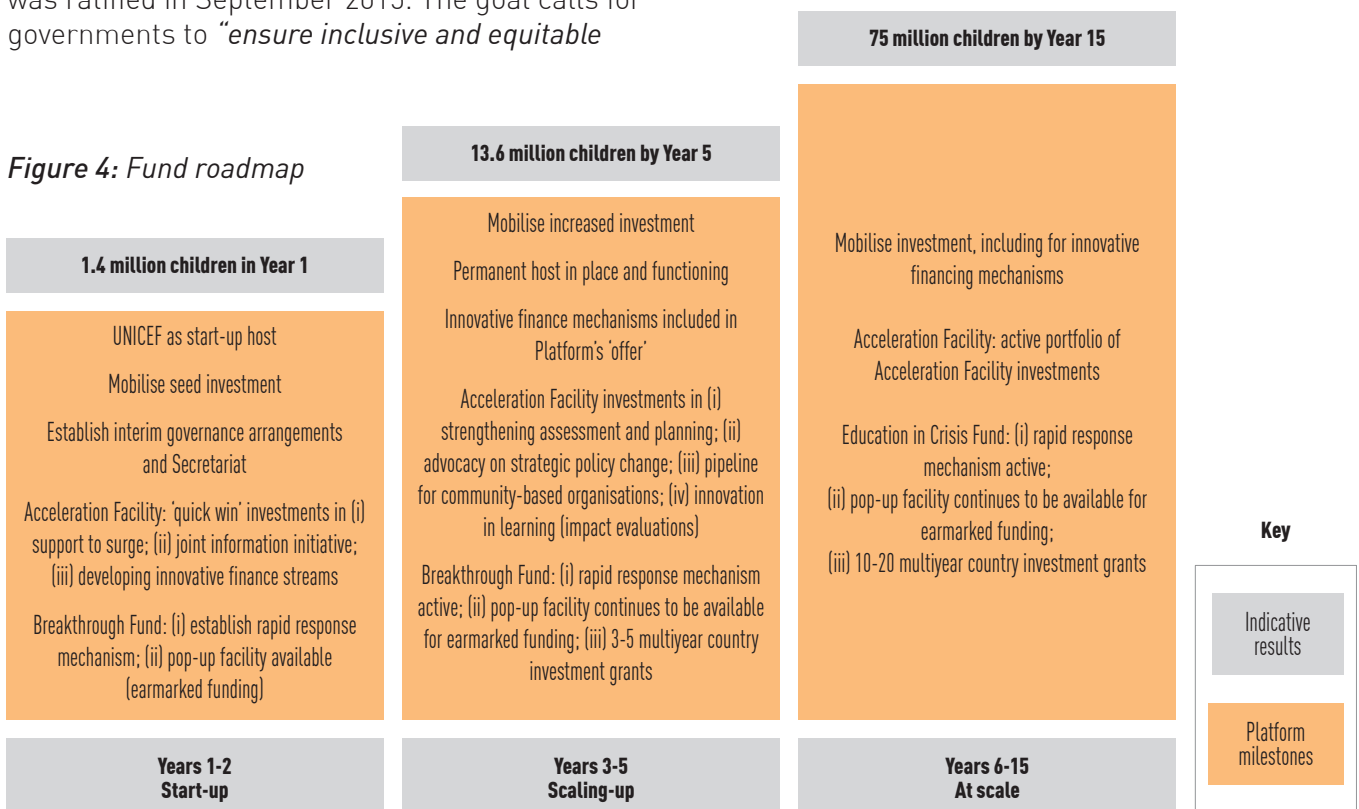 was ratified in September 2015. The goal calls for
governments to “ensure inclusive and equitable
Figure 4: Fund roadmap
1.4 million children in Year 1
UNICEF as start-up host
Mobilise seed investment
Establish interim governance arrangements
and Secretariat
Acceleration Facility: ‘quick win’ investments in (i)
support to surge; (ii) joint information initiative;
(iii) developing innovative finance streams
Breakthrough Fund: (i) establish rapid response
mechanism; (ii) pop-up facility available
(earmarked funding)
Years 1-2
Start-up
13.6 million children by Year 5
Mobilise increased investment
Permanent host in place and functioning
Innovative finance mechanisms included in
Platform’s ‘offer’
Acceleration Facility investments in (i)
strengthening assessment and planning; (ii)
advocacy on strategic policy change; (iii) pipeline
for community-based organisations; (iv) innovation
in learning (impact evaluations)
Breakthrough Fund: (i) rapid response mechanism
active; (ii) pop-up facility continues to be available
for earmarked funding; (iii) 3-5 multiyear country
investment grants
Years 3-5
Scaling-up
75 million children by Year 15
Mobilise investment, including for innovative
financing mechanisms
Acceleration Facility: active portfolio of
Acceleration Facility investments
Education in Crisis Fund: (i) rapid response
mechanism active;
(ii) pop-up facility continues to be available for
earmarked funding;
(iii) 10-20 multiyear country investment grants
Years 6-15
At scale
Key
Indicative
results
Platform
milestones